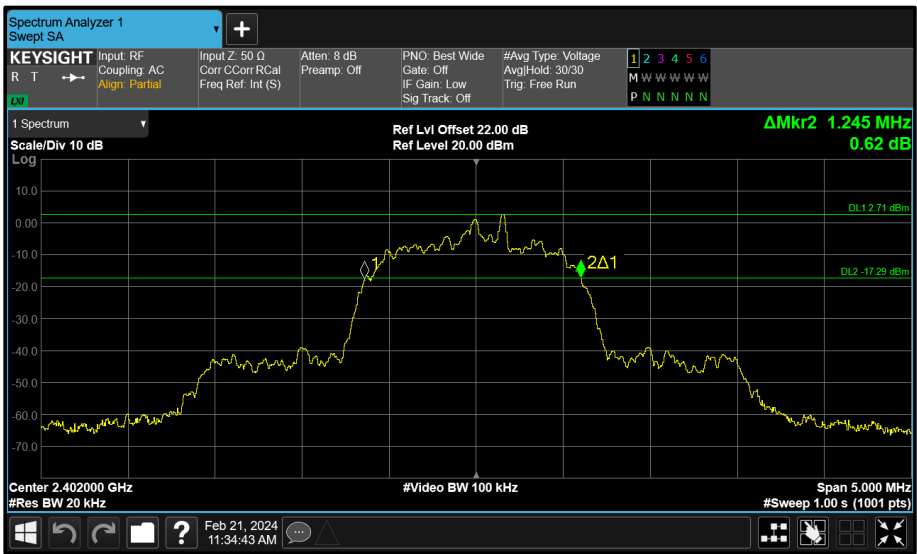 Spectrum Analyzer 1
Swept SA
KEYSIGHT
R T
LXI
Input: RF
Coupling: AC
Align: Partial
Input Z: 50 Ω
Corr CCorr RCal
Freq Ref: Int (S)
Atten: 8 dB
Preamp: Off
PNO: Best Wide
Gate: Off
IF Gain: Low
Sig Track: Off
#Avg Type: Voltage
Avg|Hold: 30/30
Trig: Free Run
1 2 3 4 5 6
M W W W W W
P N N N N N
1 Spectrum
Scale/Div 10 dB
Ref Lvl Offset 22.00 dB
Ref Level 20.00 dBm
ΔMkr2 1.245 MHz
0.62 dB
Log
10.0
0.00
-10.0
-20.0
-30.0
-40.0
-50.0
-60.0
-70.0
DL1 2.71 dBm
1
2Δ1
DL2 -17.29 dBm
Center 2.402000 GHz
#Video BW 100 kHz
Span 5.000 MHz
#Res BW 20 kHz
#Sweep 1.00 s (1001 pts)
?
Feb 21, 2024
11:34:43 AM